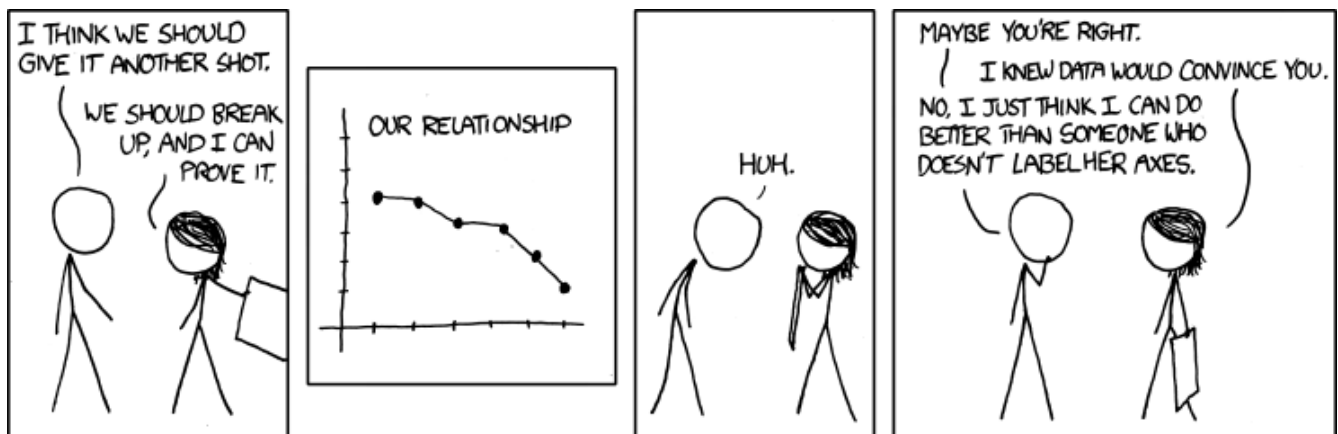 I THINK WE SHOULD
GIVE IT ANOTHER SHOT.
WE SHOULD BREAK
UP, AND I CAN
PROVE IT.
OUR RELATIONSHIP
HUH.
MAYBE YOU'RE RIGHT.
I KNEW DATA WOULD CONVINCE YOU.
NO, I JUST THINK I CAN DO
BETTER THAN SOMEONE WHO
DOESN'T LABEL HER AXES.